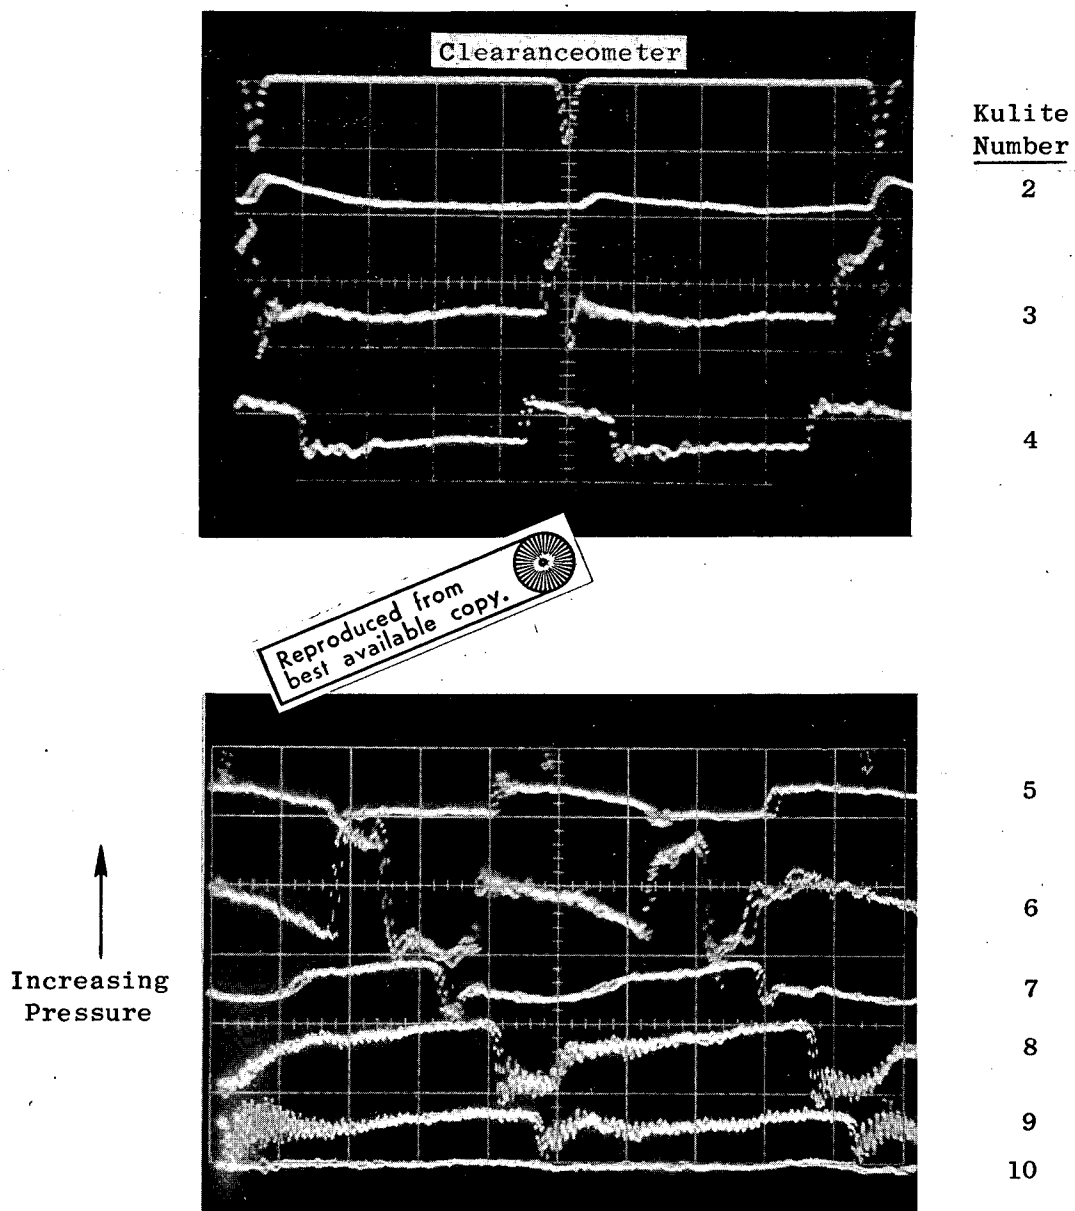 Clearanceometer
Kulite
Number
2
3
4
Reproduced from
best available copy.
5
6
7
8
9
10
Increasing
Pressure